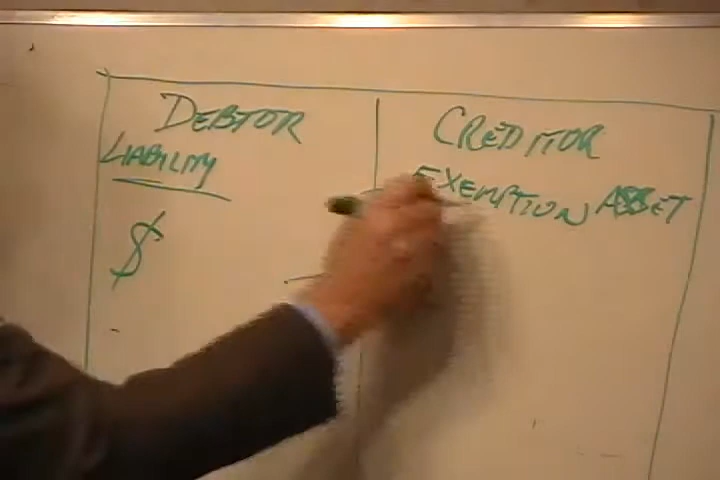 DEBTOR
LIABILITY
$
CREDITOR
EXEMPTION ASSET